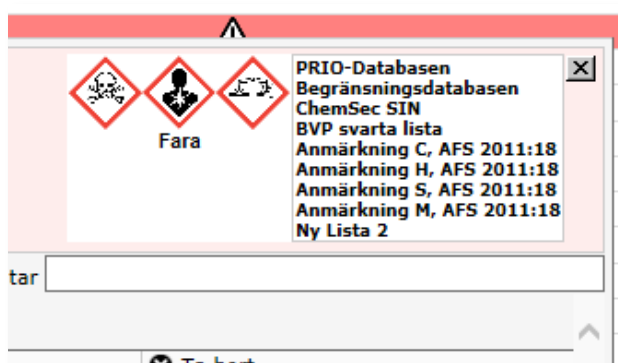 PRIO-Databasen
Begränsningsdatabasen
ChemSec SIN
BVP svarta lista
Anmärkning C, AFS 2011:18
Anmärkning H, AFS 2011:18
Anmärkning S, AFS 2011:18
Anmärkning M, AFS 2011:18
Ny Lista 2
Fara
tar